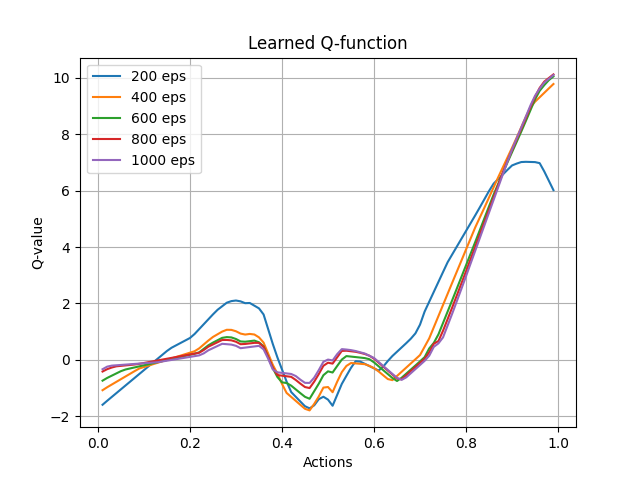 Learned Q-function
200 eps
400 eps
600 eps
800 eps
1000 eps
10
8
6
4
2
0
−2
Q-value
0.0 0.2 0.4 0.6 0.8 1.0
Actions